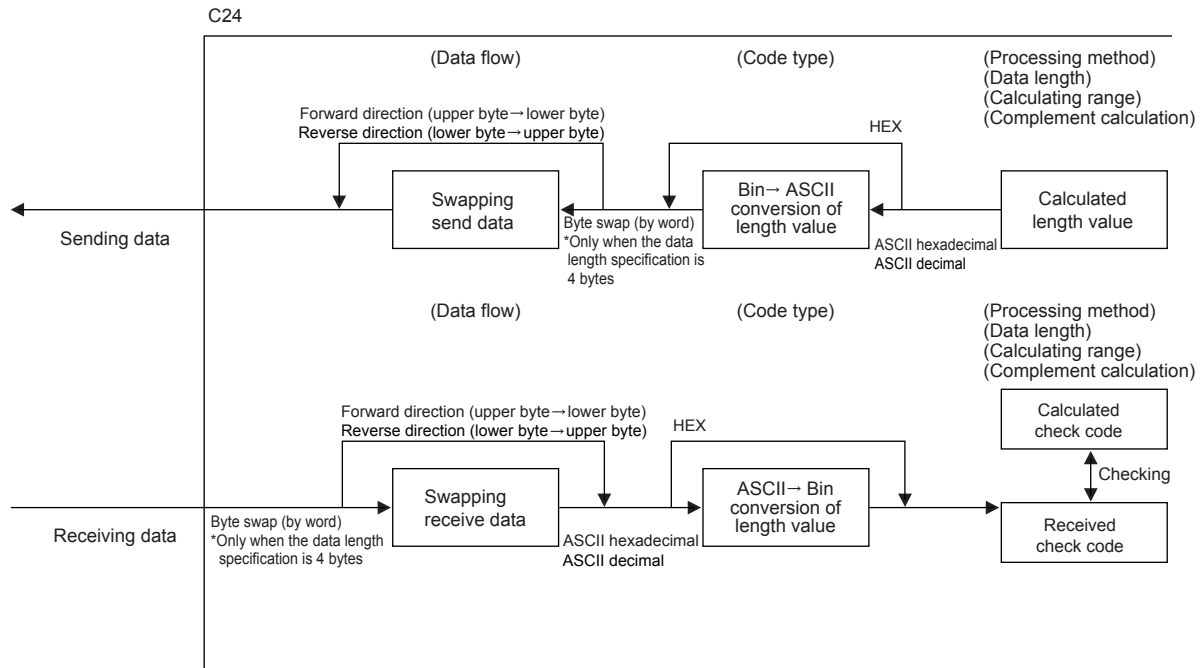 C24
(Data flow)
(Code type)
(Processing method)
(Data length)
(Calculating range)
(Complement calculation)
Forward direction (upper byte→lower byte)
Reverse direction (lower byte→upper byte)
HEX
Swapping
send data
Bin→ ASCII
conversion of
length value
Calculated
length value
Sending data
Byte swap (by word)
*Only when the data
length specification is
4 bytes
ASCII hexadecimal
ASCII decimal
(Data flow)
(Code type)
(Processing method)
(Data length)
(Calculating range)
(Complement calculation)
Forward direction (upper byte→lower byte)
Reverse direction (lower byte→upper byte)
HEX
Calculated
check code
Checking
Swapping
receive data
ASCII→ Bin
conversion of
length value
Received
check code
Receiving data
Byte swap (by word)
*Only when the data length
specification is 4 bytes
ASCII hexadecimal
ASCII decimal